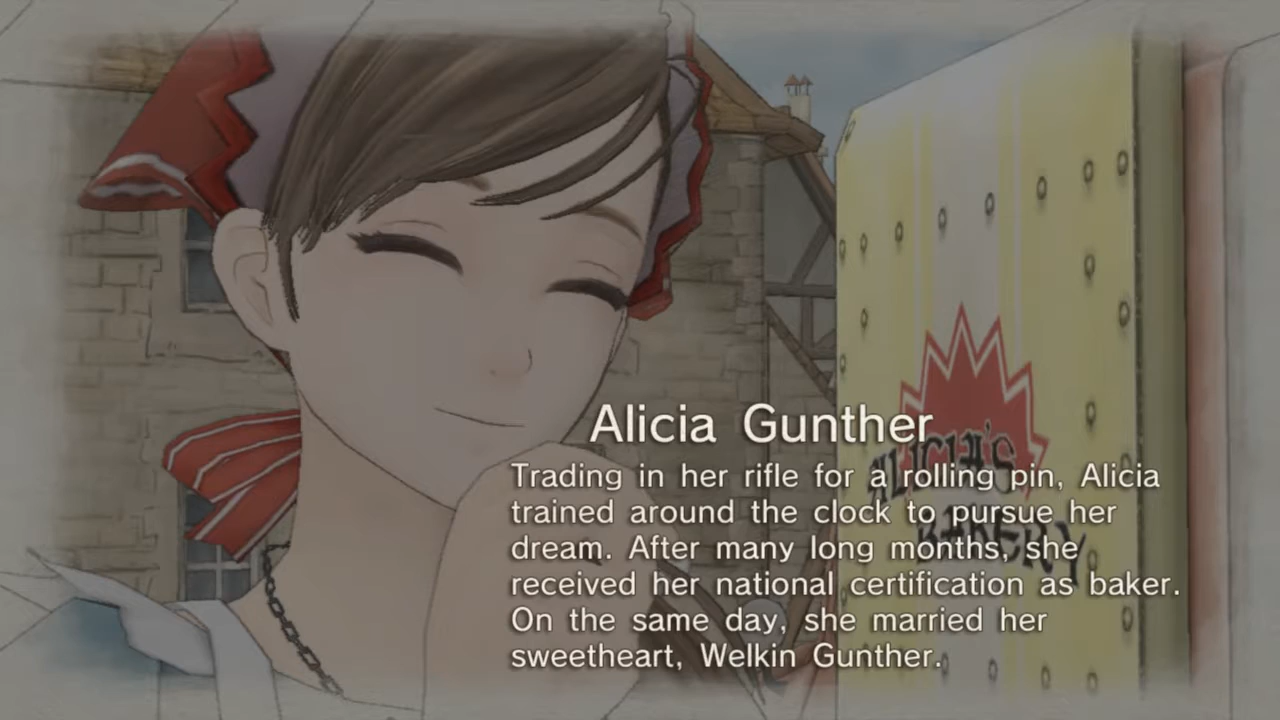 Alicia Gunther
Trading in her rifle for a rolling pin, Alicia
trained around the clock to pursue her
dream. After many long months, she
received her national certification as baker.
On the same day, she married her
sweetheart, Welkin Gunther.
ALICIA'S
BAKERY